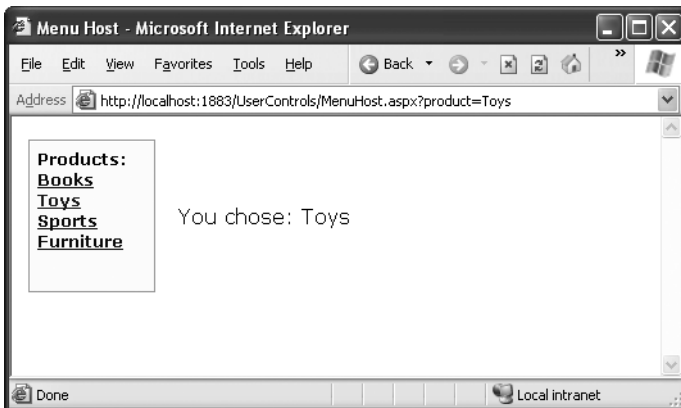 Menu Host - Microsoft Internet Explorer
File Edit View Favorites Tools Help Back »
Address http://localhost:1883/UserControls/MenuHost.aspx?product=Toys
Products:
Books
Toys
Sports
Furniture
You chose: Toys
Done Local intranet